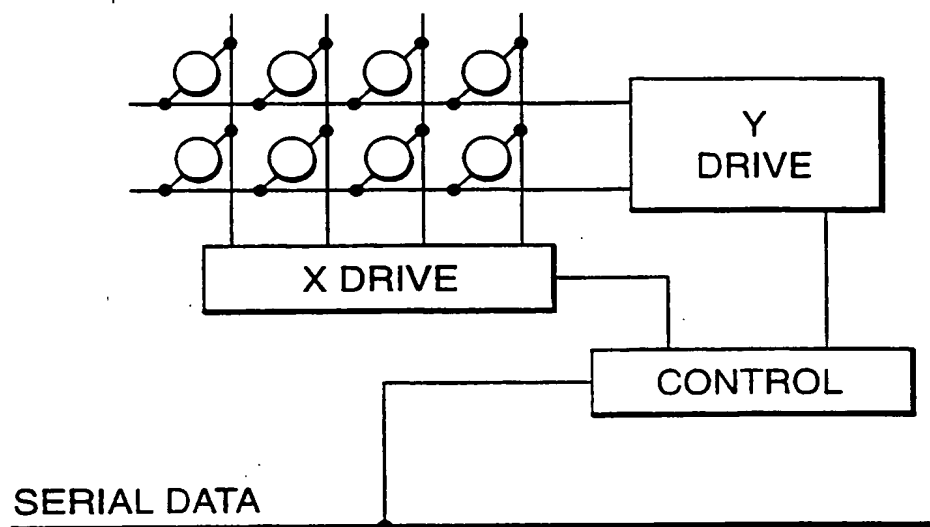 Y
DRIVE
X DRIVE
CONTROL
SERIAL DATA